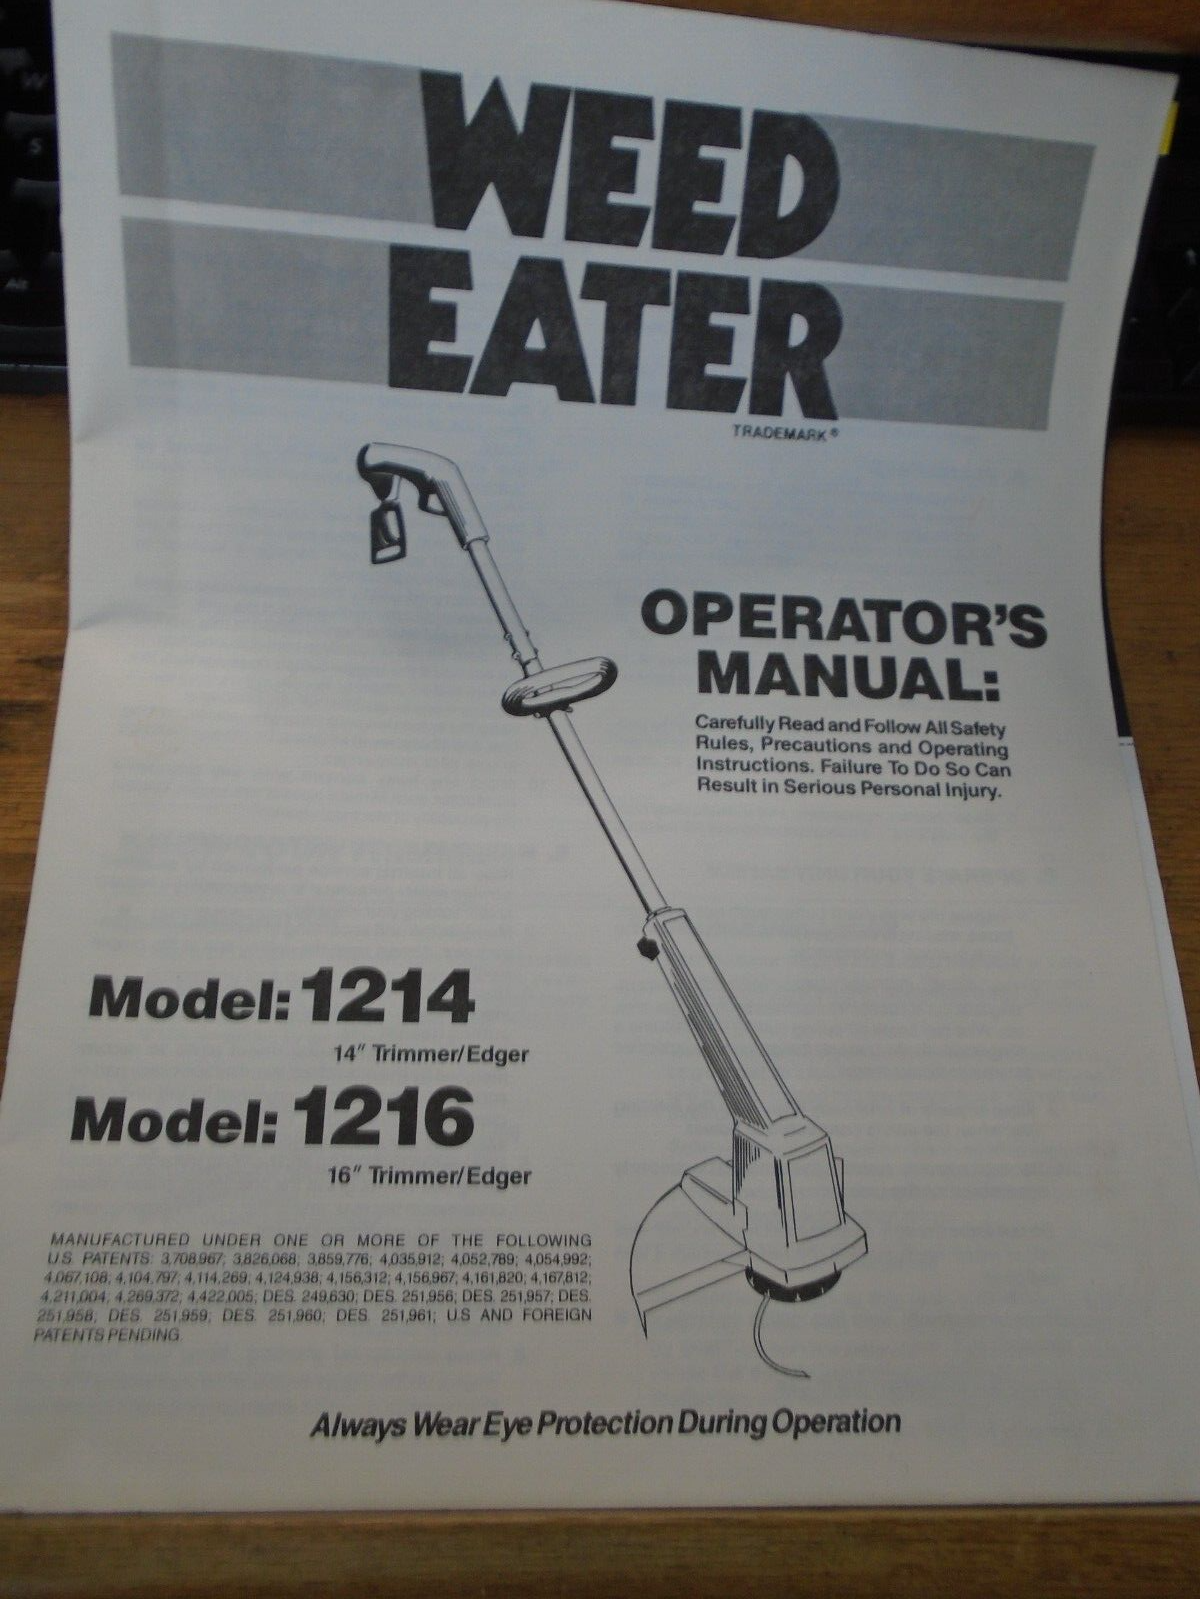 WEED
EATER
TRADEMARK ®
OPERATOR'S
MANUAL:
Carefully Read and Follow All Safety
Rules, Precautions and Operating
Instructions. Failure To Do So Can
Result in Serious Personal Injury.
Model: 1214
14" Trimmer/Edger
Model: 1216
16" Trimmer/Edger
MANUFACTURED UNDER ONE OR MORE OF THE FOLLOWING
U.S. PATENTS: 3,708,967; 3,826,068; 3,859,776; 4,035,912; 4,052,789; 4,054,992;
4,067,108; 4,104,797; 4,114,269; 4,124,938; 4,156,312; 4,156,967; 4,161,820; 4,167,812;
4,211,004; 4,269,372; 4,422,005; DES. 249,630; DES. 251,956; DES. 251,957; DES.
251,958; DES. 251,959; DES. 251,960; DES. 251,961; U.S AND FOREIGN
PATENTS PENDING.
Always Wear Eye Protection During Operation
W
S
Alt